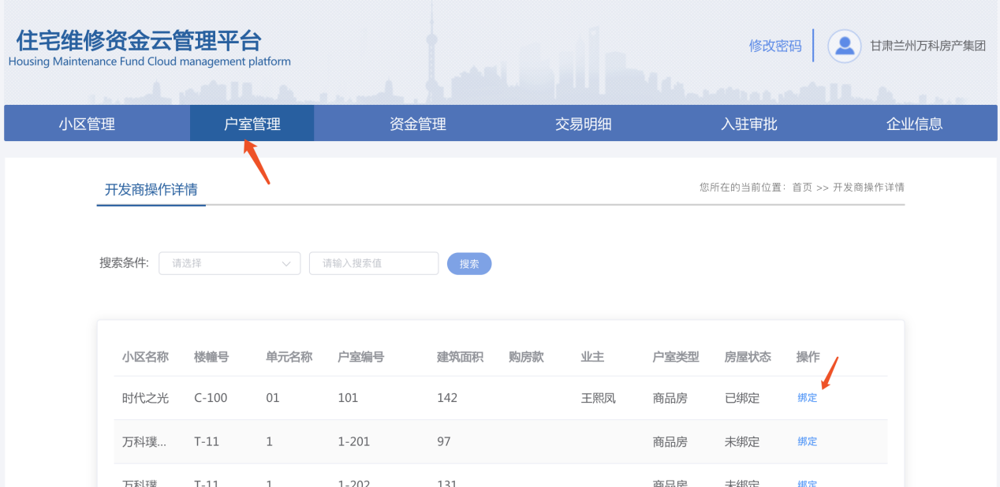 住宅维修资金云管理平台
Housing Maintenance Fund Cloud management platform
修改密码 甘肃兰州万科房产集团
小区管理 户室管理 资金管理 交易明细 入驻审批 企业信息
开发商操作详情 您所在的当前位置：首页 >> 开发商操作详情
搜索条件: 请选择 请输入搜索值 搜索
小区名称 楼幢号 单元名称 户室编号 建筑面积 购房款 业主 户室类型 房屋状态 操作
时代之光 C-100 01 101 142 王熙凤 商品房 已绑定 绑定
万科璞... T-11 1 1-201 97 商品房 未绑定 绑定
万科璞 T-11 1 1-202 131 商品房 未绑定 绑定